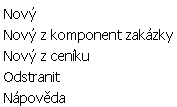 Nový
Nový z komponent zakázky
Nový z ceníku
Odstranit
Nápověda